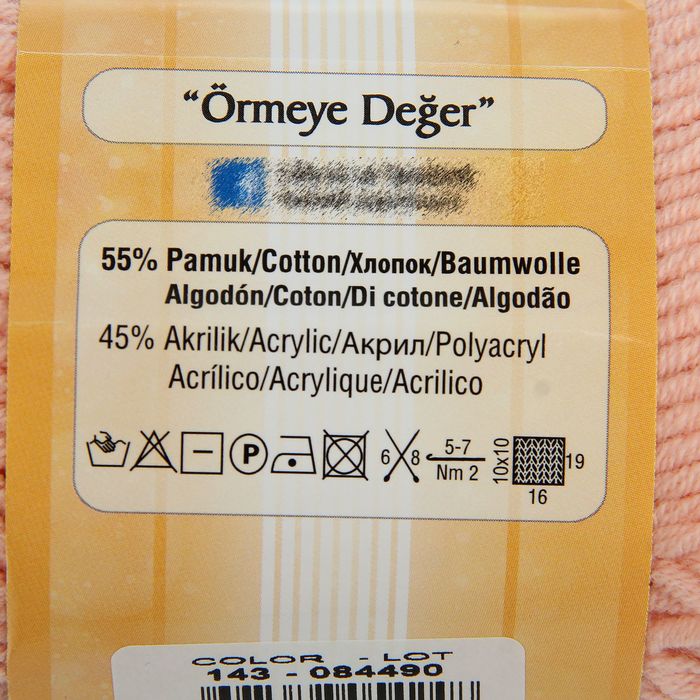 “Örmeye Değer”
55% Pamuk/Cotton/Хлопок/Baumwolle
Algodón/Coton/Di cotone/Algodão
45% Akrilik/Acrylic/Акрил/Polyacryl
Acrílico/Acrylique/Acrilico
P 6 8 5-7 Nm 2 10x10 19
16
COLOR - LOT
143 - 084490